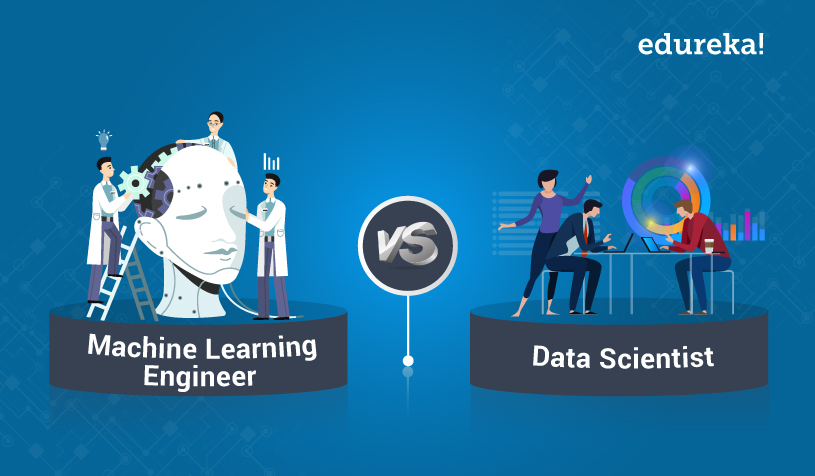 edureka!
VS
Machine Learning
Engineer
Data Scientist